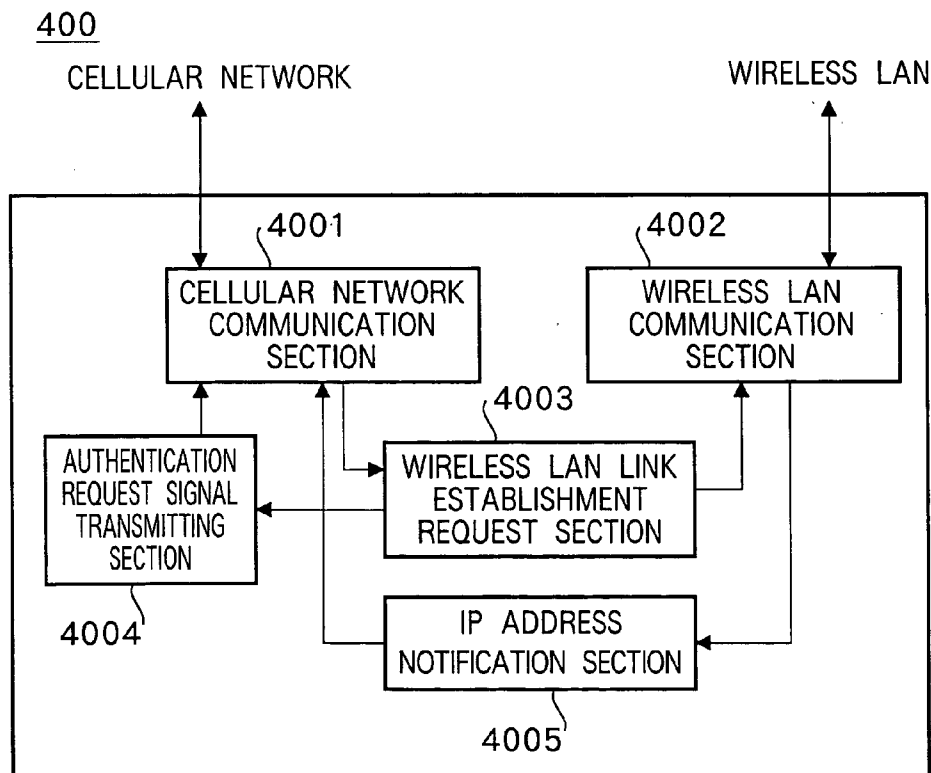 400
CELLULAR NETWORK
WIRELESS LAN
4001
4002
CELLULAR NETWORK
COMMUNICATION
SECTION
WIRELESS LAN
COMMUNICATION
SECTION
4003
AUTHENTICATION
REQUEST SIGNAL
TRANSMITTING
SECTION
WIRELESS LAN LINK
ESTABLISHMENT
REQUEST SECTION
4004
IP ADDRESS
NOTIFICATION SECTION
4005